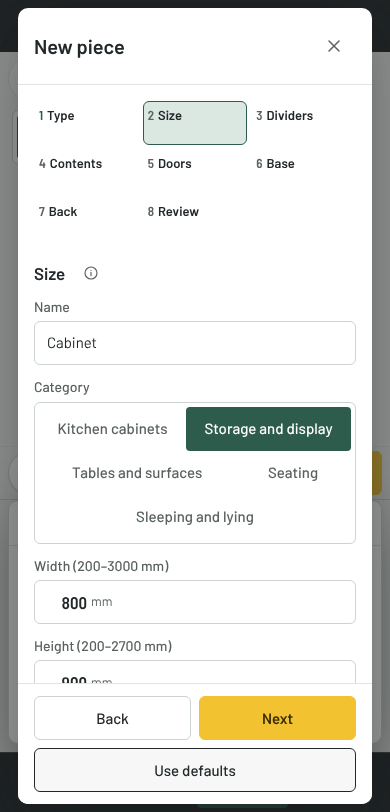 New piece
1 Type
2 Size
3 Dividers
4 Contents
5 Doors
6 Base
7 Back
8 Review
Size
Name
Cabinet
Category
Kitchen cabinets
Storage and display
Tables and surfaces
Seating
Sleeping and lying
Width (200–3000 mm)
800 mm
Height (200–2700 mm)
900 mm
Back
Next
Use defaults